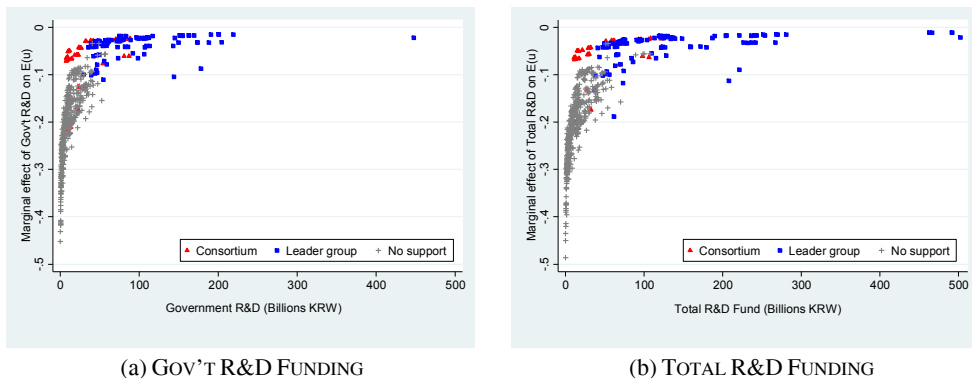 Marginal effect of Gov't R&D on E(u)
0
-.1
-.2
-.3
-.4
-.5
Consortium Leader group No support
0 100 200 300 400 500
Government R&D (Billions KRW)
(a) GOV'T R&D FUNDING
Marginal effect of Total R&D on E(u)
0
-.1
-.2
-.3
-.4
-.5
Consortium Leader group No support
0 100 200 300 400 500
Total R&D Fund (Billions KRW)
(b) TOTAL R&D FUNDING